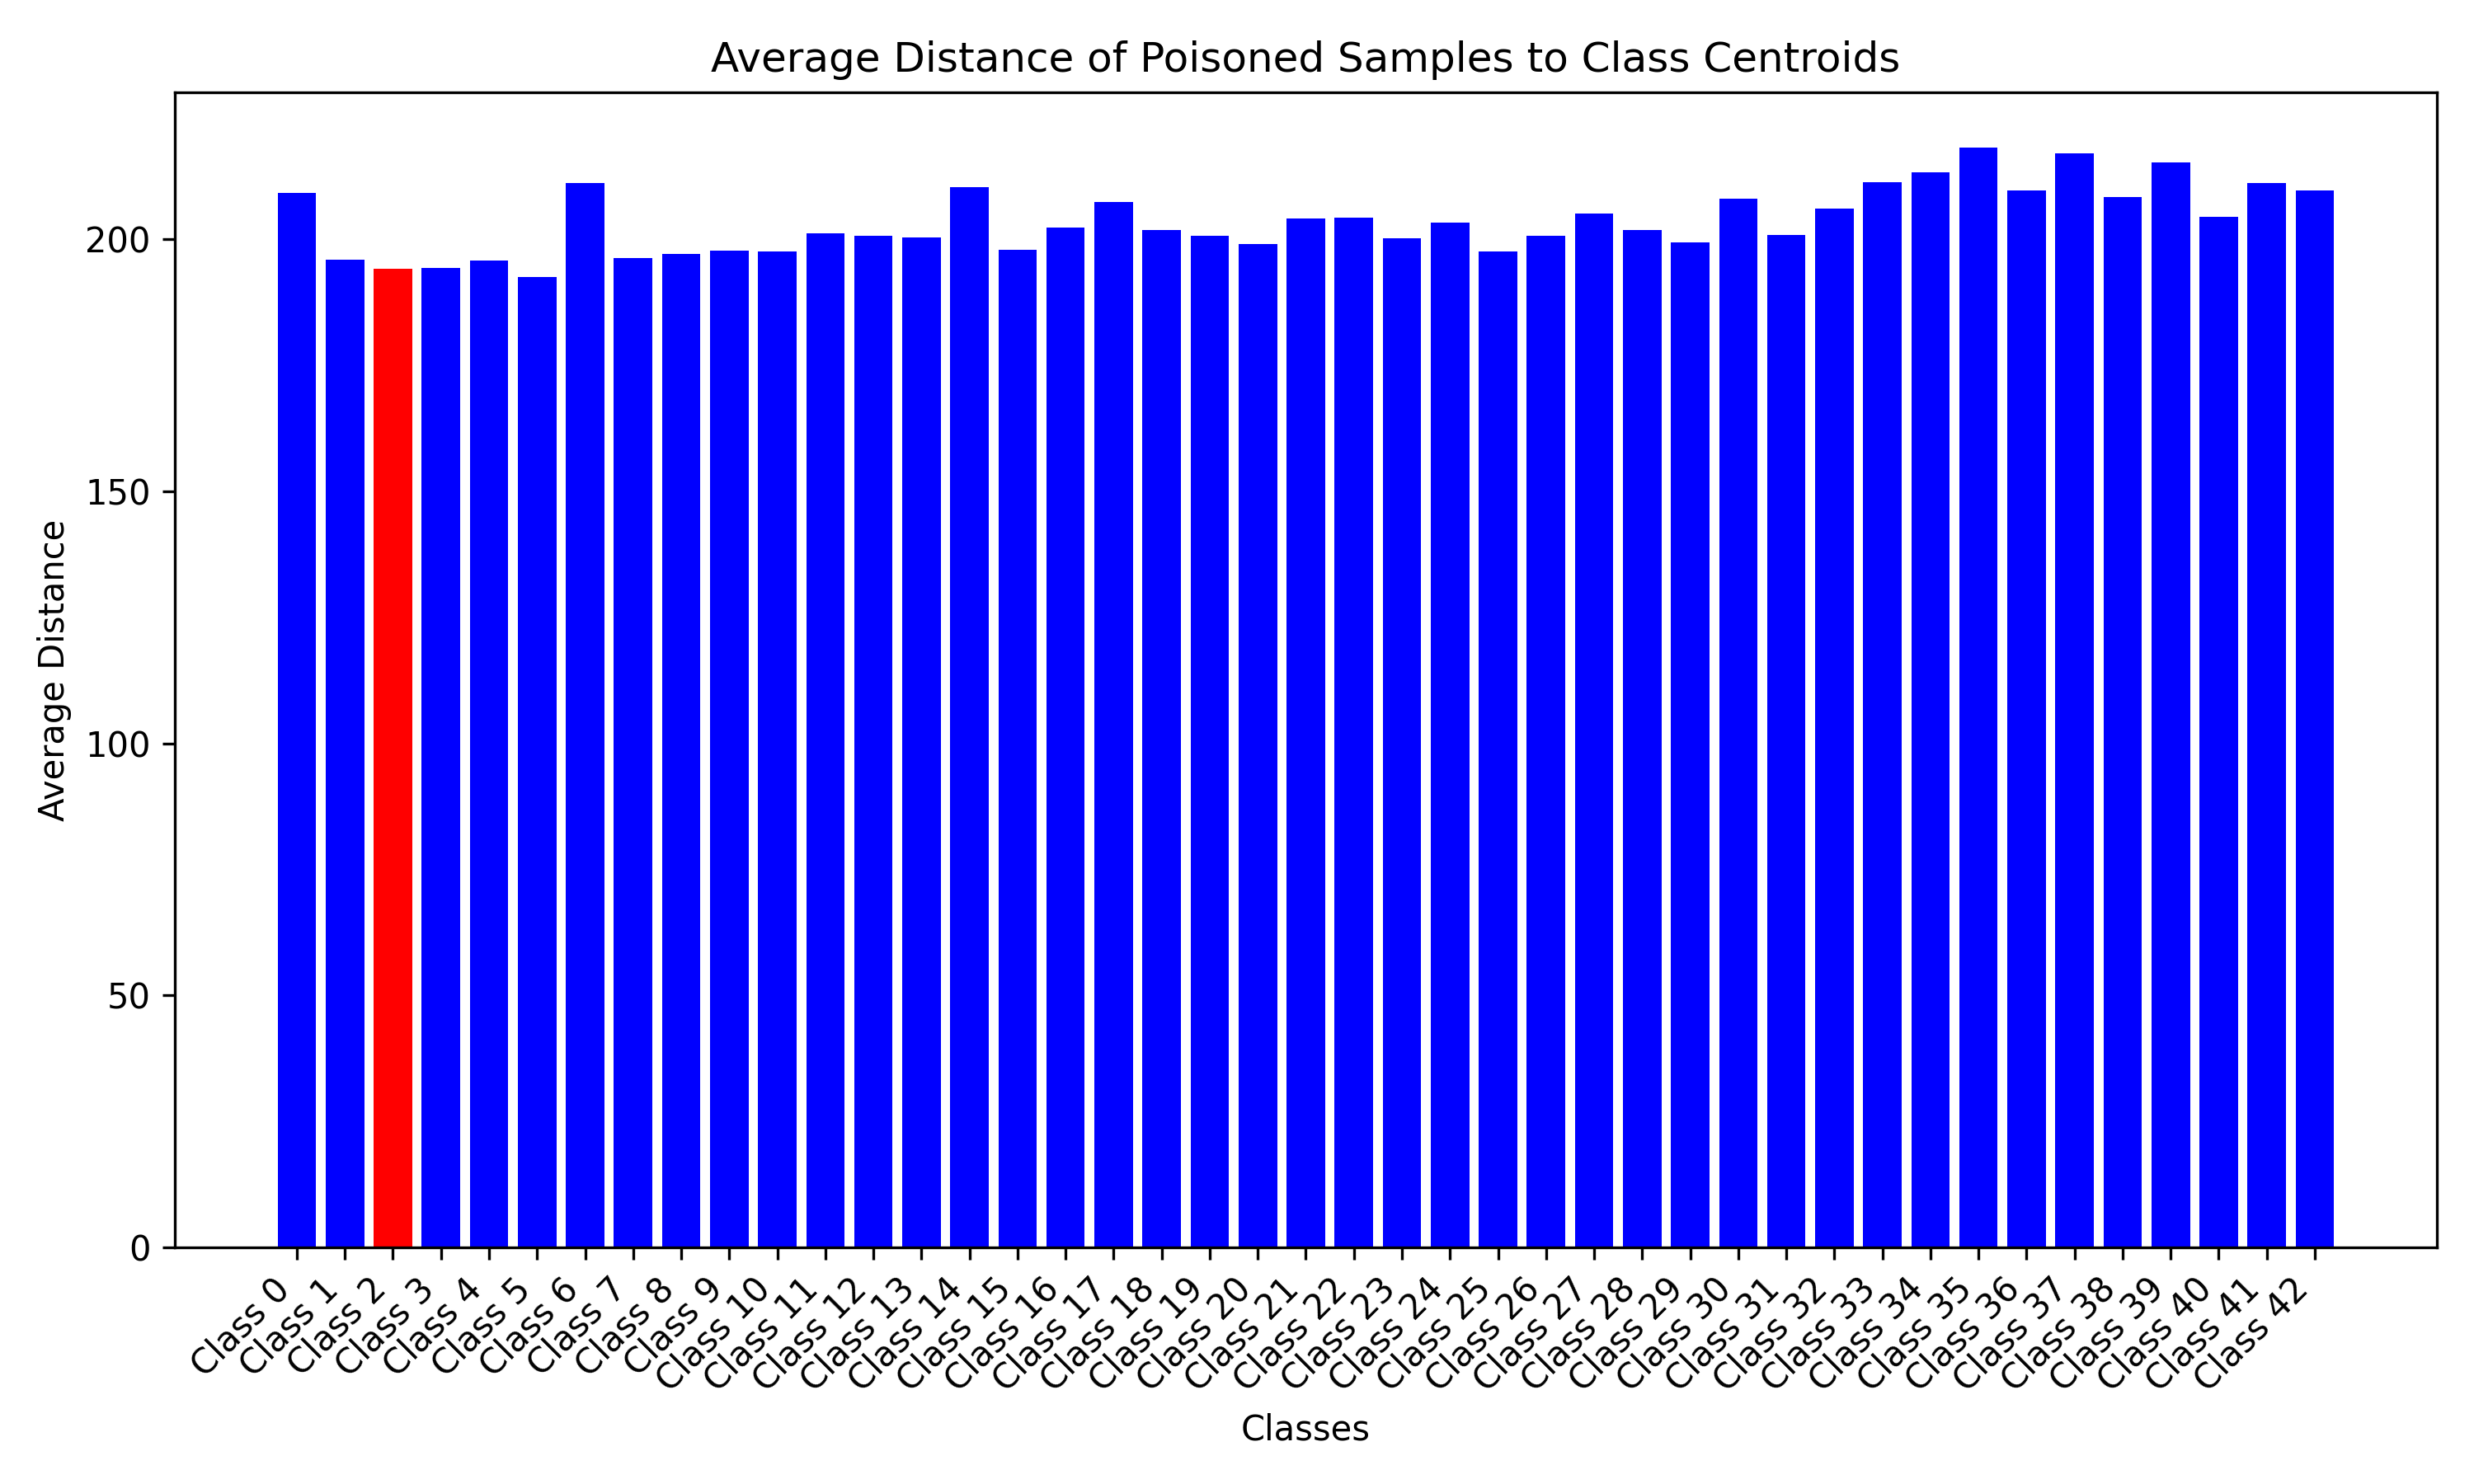 Average Distance of Poisoned Samples to Class Centroids
Average Distance
200
150
100
50
0
Class 0
Class 1
Class 2
Class 3
Class 4
Class 5
Class 6
Class 7
Class 8
Class 9
Class 10
Class 11
Class 12
Class 13
Class 14
Class 15
Class 16
Class 17
Class 18
Class 19
Class 20
Class 21
Class 22
Class 23
Class 24
Class 25
Class 26
Class 27
Class 28
Class 29
Class 30
Class 31
Class 32
Class 33
Class 34
Class 35
Class 36
Class 37
Class 38
Class 39
Class 40
Class 41
Class 42
Classes